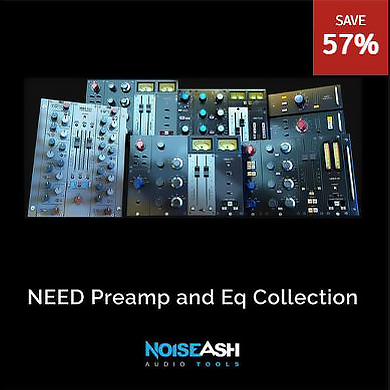 SAVE
57%
NEED Preamp and Eq Collection
NOISEASH
AUDIO TOOLS